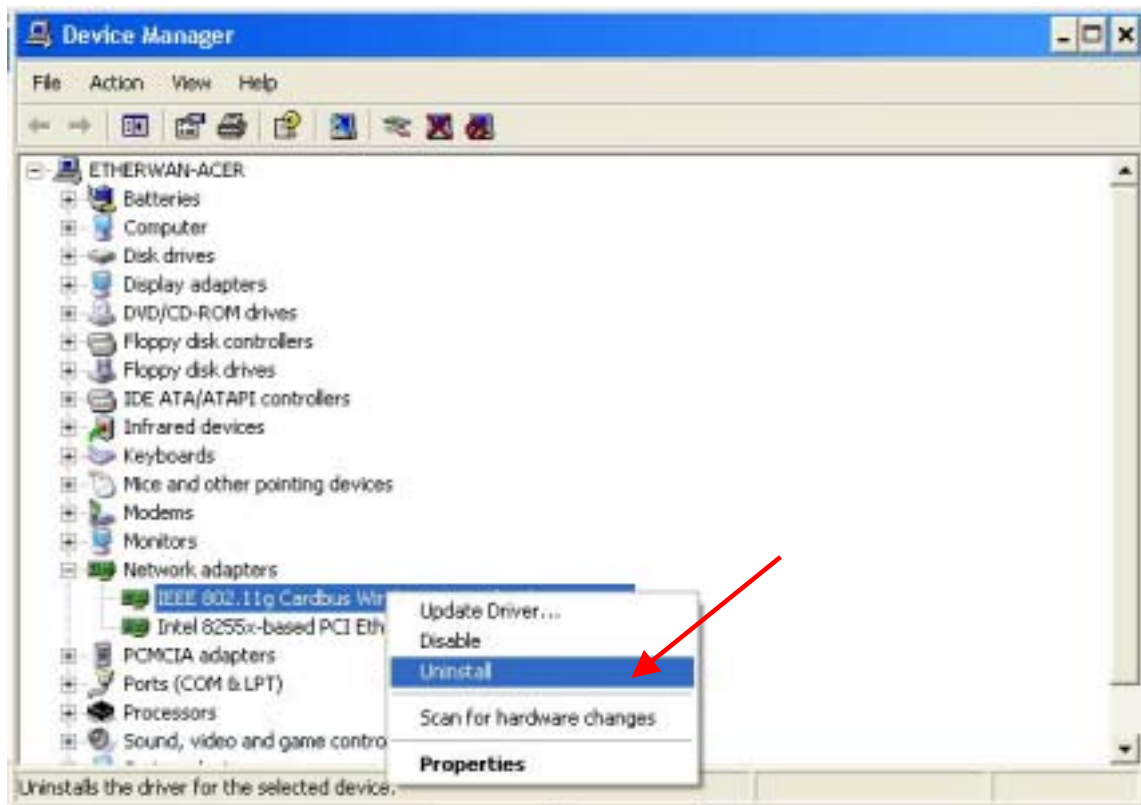 Device Manager
File Action View Help
ETHERWAN-ACER
Batteries
Computer
Disk drives
Display adapters
DVD/CD-ROM drives
Floppy disk controllers
Floppy disk drives
IDE ATA/ATAPI controllers
Infrared devices
Keyboards
Mice and other pointing devices
Modems
Monitors
Network adapters
IEEE 802.11g Cardbus Wir
Intel 8255x-based PCI Eth
PCMCIA adapters
Ports (COM & LPT)
Processors
Sound, video and game contro
Update Driver...
Disable
Uninstall
Scan for hardware changes
Properties
Uninstalls the driver for the selected device.